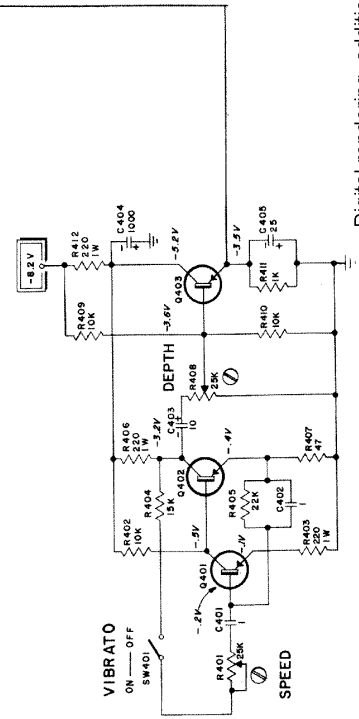 VIBRATO
ON — OFF
SW401
SPEED
R401
25K
C401
1
-.2V
Q401
-.1V
-.5V
R402
10K
R403
220
1W
R404
15K
R405
22K
C402
1
R406
220
1W
-3.2V
Q402
-.4V
R407
47
C403
10
DEPTH
R408
25K
R409
10K
-3.6V
R410
10K
-8.2V
R412
220
1W
C404
1000
-5.2V
Q403
-3.5V
R411
1K
C405
25
Digital rendering, additi